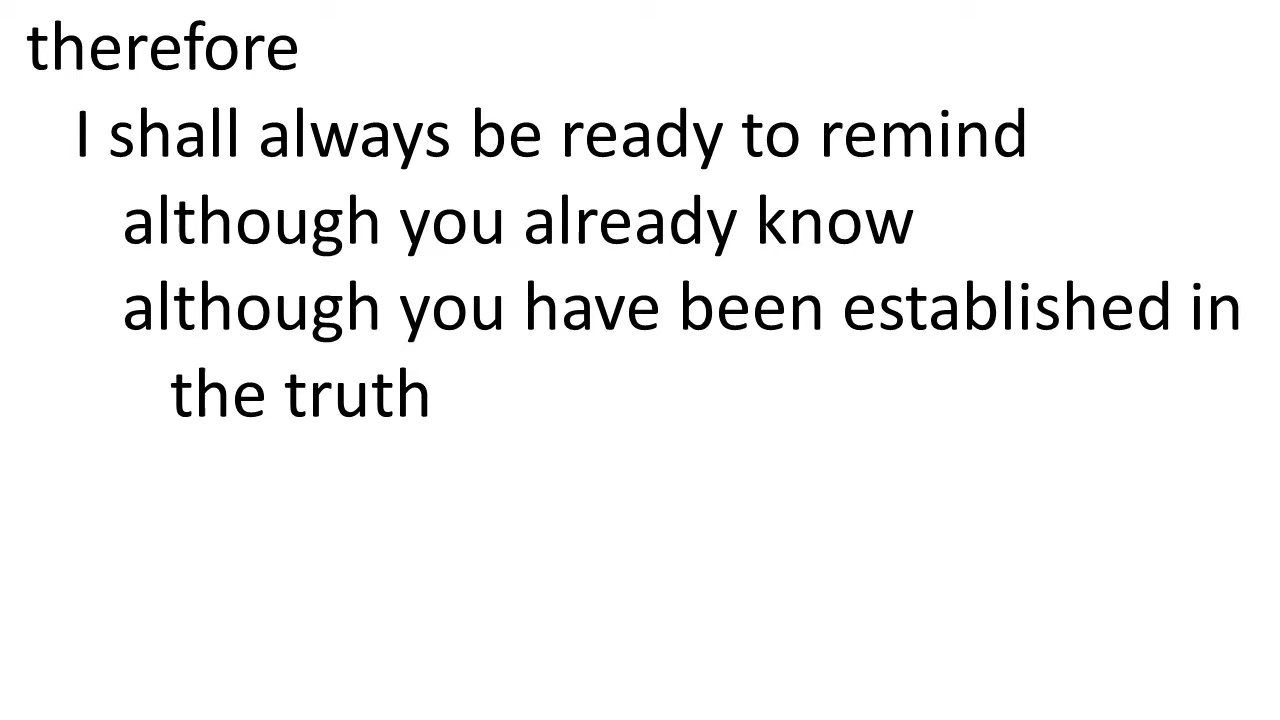 therefore
I shall always be ready to remind
although you already know
although you have been established in
the truth